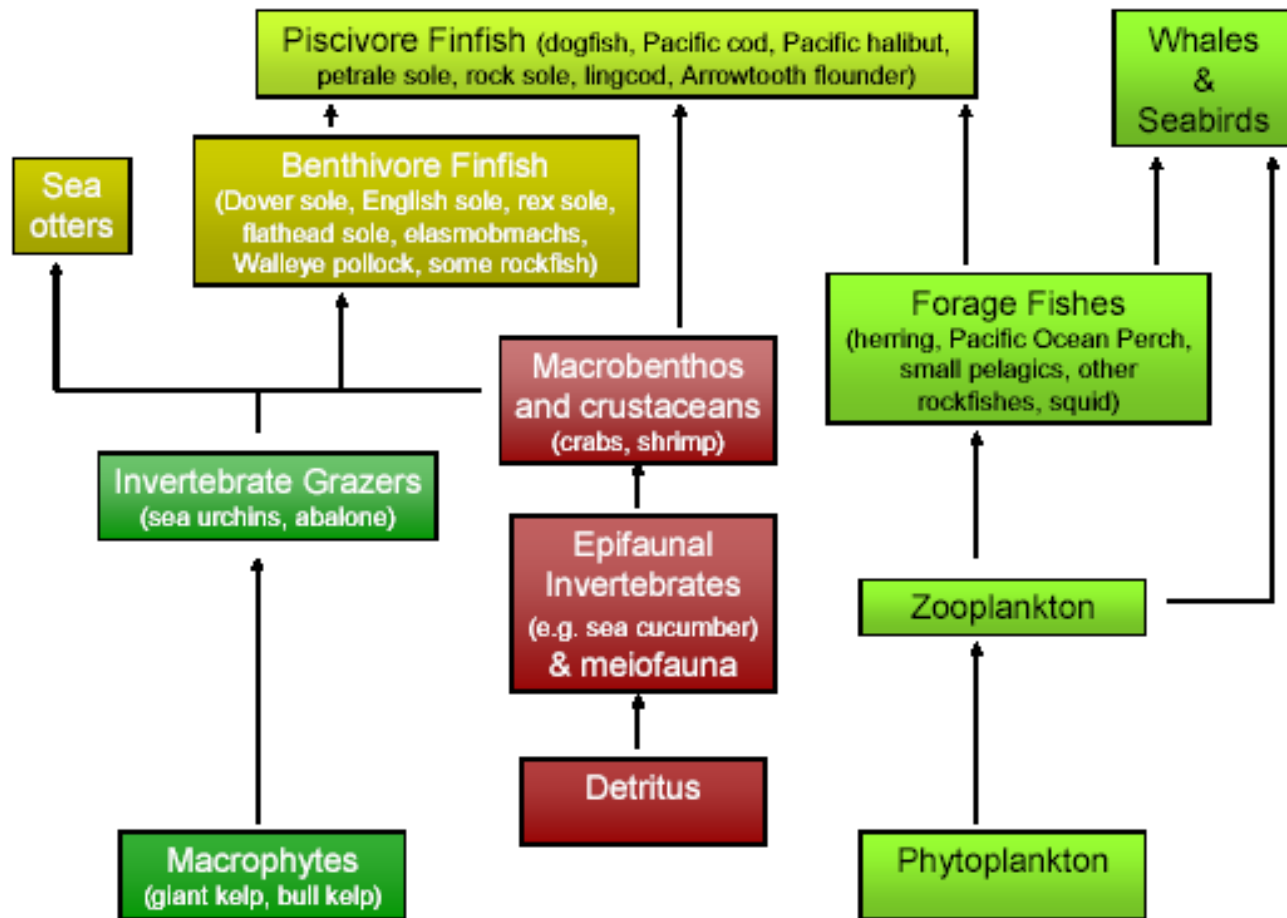 Piscivore Finfish (dogfish, Pacific cod, Pacific halibut,
petrale sole, rock sole, lingcod, Arrowtooth flounder)
Whales
&
Seabirds
Sea
otters
Benthivore Finfish
(Dover sole, English sole, rex sole,
flathead sole, elasmobrnachs,
Walleye pollock, some rockfish)
Forage Fishes
(herring, Pacific Ocean Perch,
small pelagics, other
rockfishes, squid)
Macrobenthos
and crustaceans
(crabs, shrimp)
Invertebrate Grazers
(sea urchins, abalone)
Epifaunal
Invertebrates
(e.g. sea cucumber)
& meiofauna
Zooplankton
Detritus
Macrophytes
(giant kelp, bull kelp)
Phytoplankton